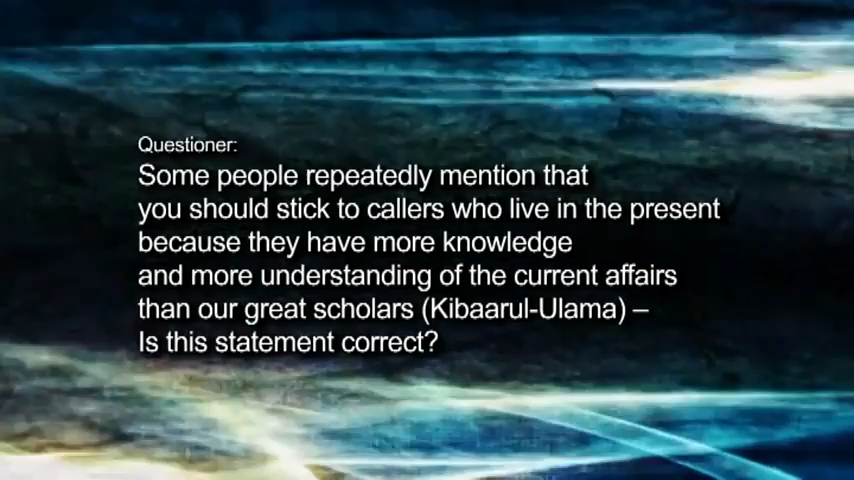 Questioner:
Some people repeatedly mention that
you should stick to callers who live in the present
because they have more knowledge
and more understanding of the current affairs
than our great scholars (Kibaarul-Ulama) –
Is this statement correct?